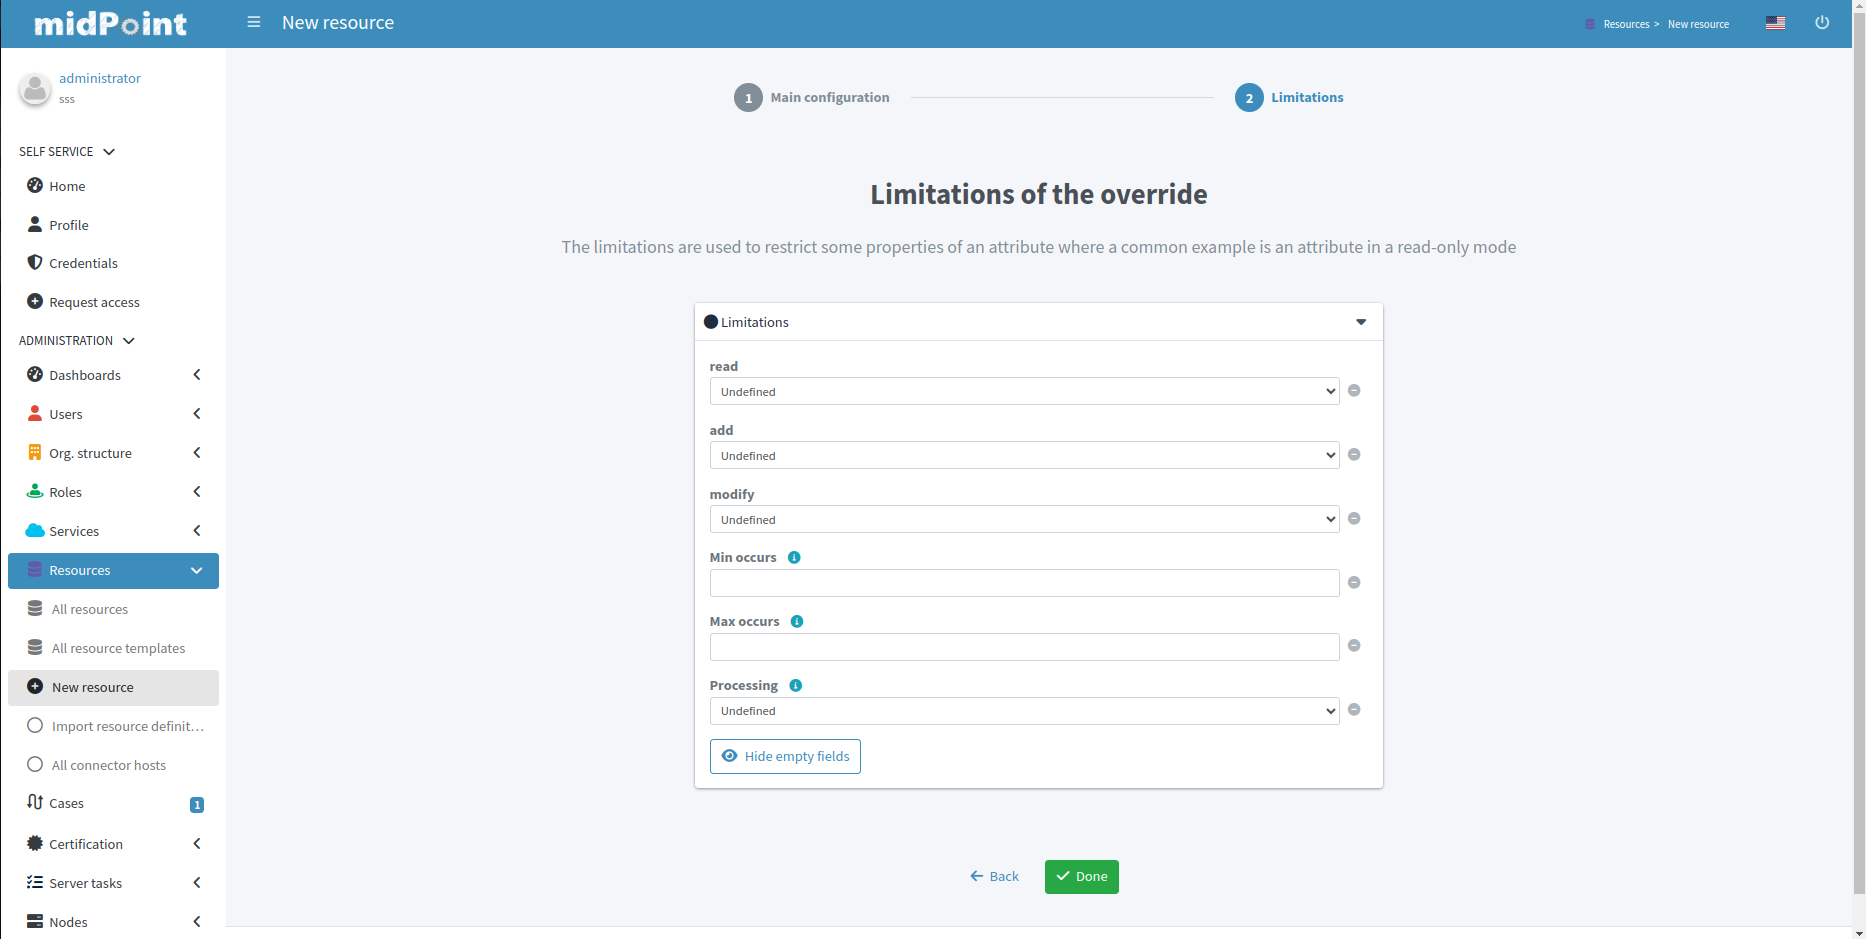 midPoint
New resource
Resources > New resource
administrator
sss
SELF SERVICE
Home
Profile
Credentials
Request access
ADMINISTRATION
Dashboards
Users
Org. structure
Roles
Services
Resources
All resources
All resource templates
New resource
Import resource definit...
All connector hosts
Cases
1
Certification
Server tasks
Nodes
1 Main configuration
2 Limitations
Limitations of the override
The limitations are used to restrict some properties of an attribute where a common example is an attribute in a read-only mode
Limitations
read
Undefined
add
Undefined
modify
Undefined
Min occurs
Max occurs
Processing
Undefined
Hide empty fields
Back
Done